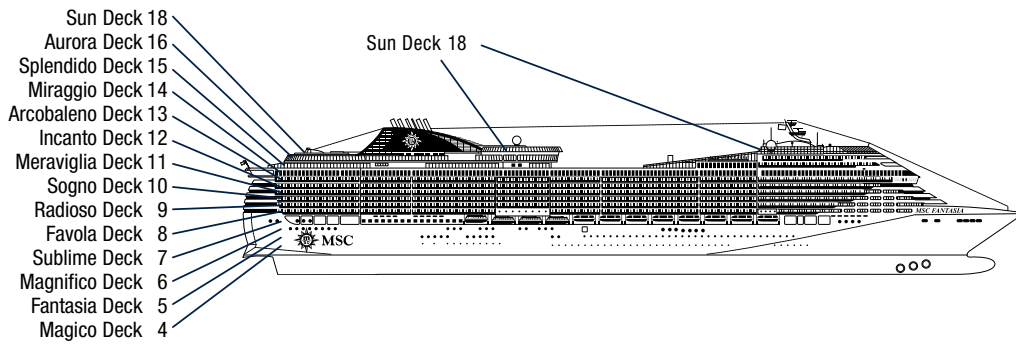 Sun Deck 18
Aurora Deck 16
Splendido Deck 15
Miraggio Deck 14
Arcobaleno Deck 13
Incanto Deck 12
Meraviglia Deck 11
Sogno Deck 10
Radioso Deck 9
Favola Deck 8
Sublime Deck 7
Magnifico Deck 6
Fantasia Deck 5
Magico Deck 4
Sun Deck 18
MSC FANTASIA
MSC